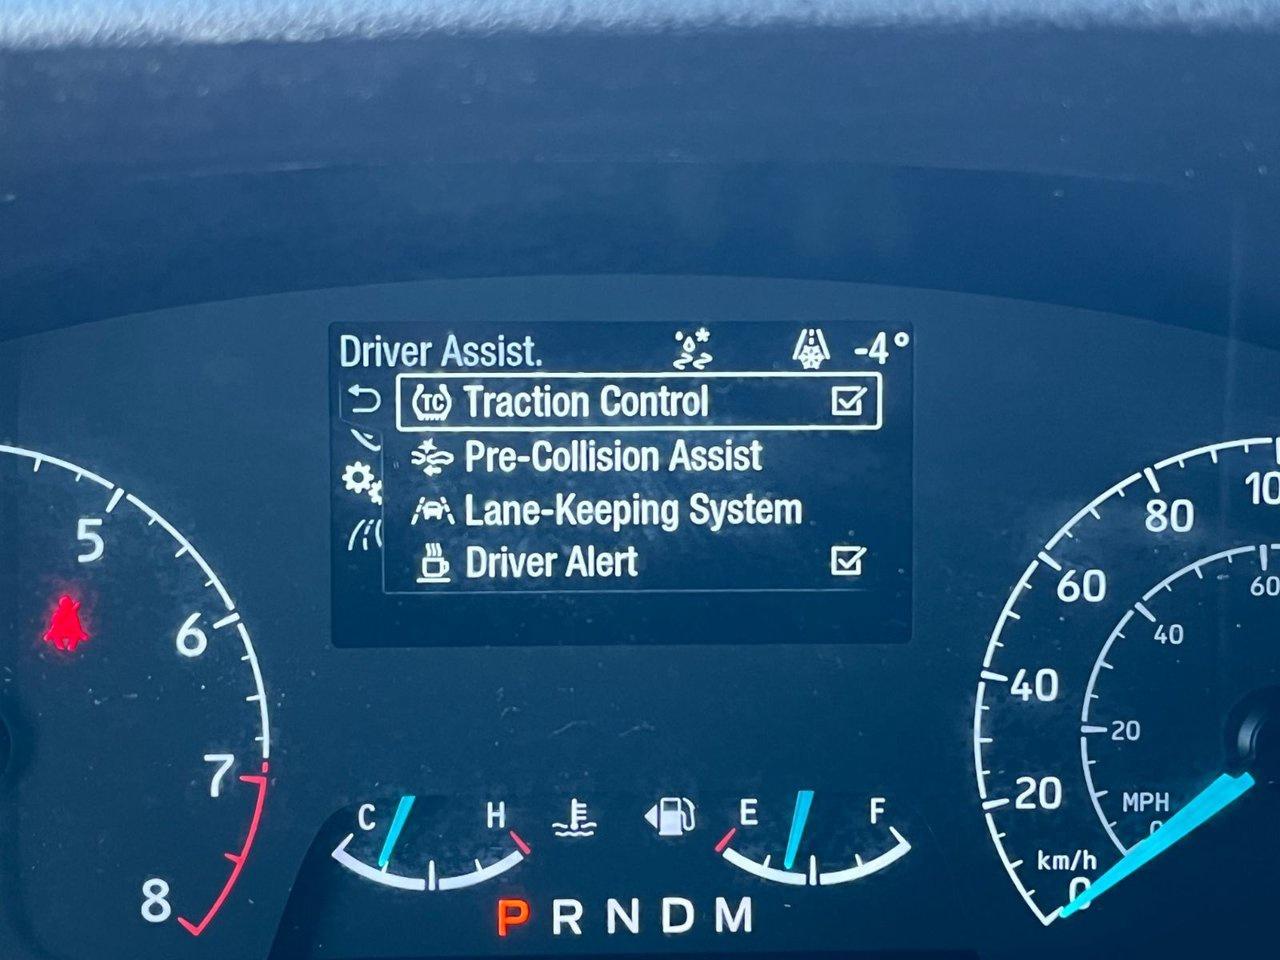 Driver Assist. -4°
TC Traction Control
Pre-Collision Assist
Lane-Keeping System
Driver Alert
5
6
7
8
C H
E F
P R N D M
0
20
40
60
80
km/h
20
40
60
MPH